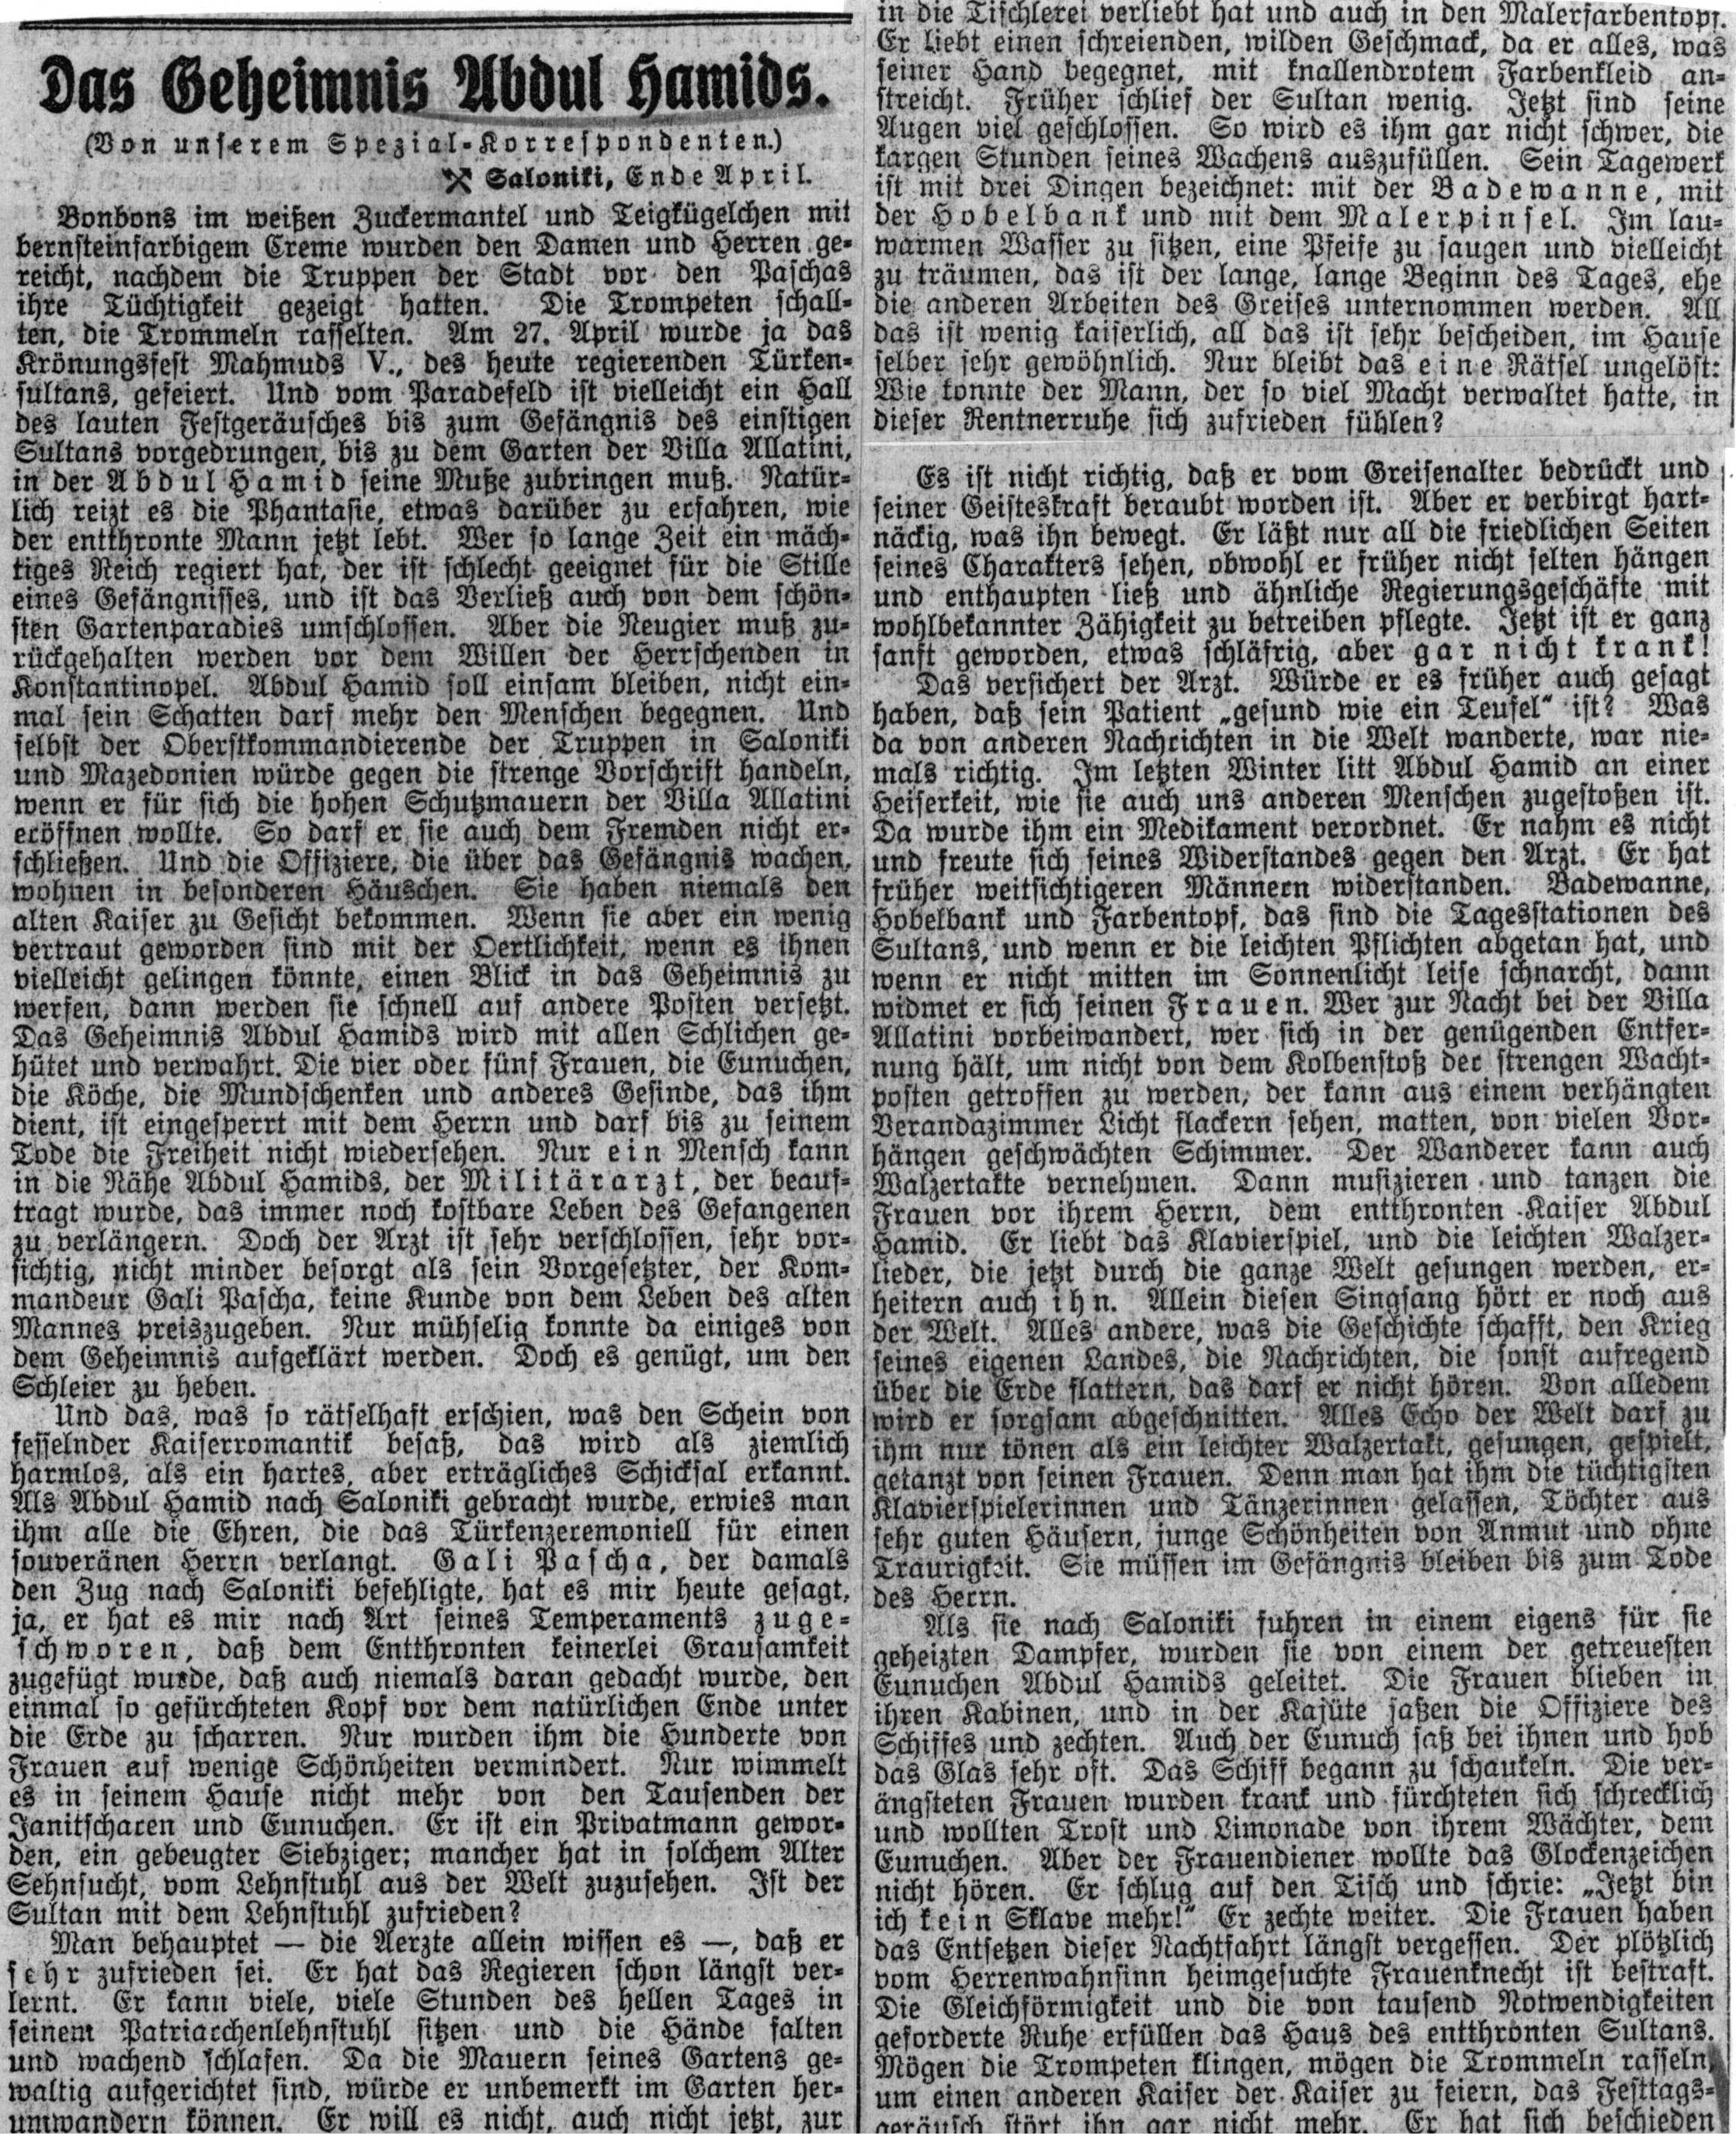 Das Geheimnis Abdul Hamids.
(Von unserem Spezial-Korrespondenten.)
Saloniki, Ende April.
Bonbons im weißen Zuckermantel und Teigkügelchen mit
bernsteinfarbigem Creme wurden den Damen und Herren ge-
reicht, nachdem die Truppen der Stadt vor den Paschas
ihre Tüchtigkeit gezeigt hatten. Die Trompeten schall-
ten, die Trommeln rasselten. Am 27. April wurde ja das
Krönungsfest Mahmuds V., des heute regierenden Türken-
sultans, gefeiert. Und vom Paradefeld ist vielleicht ein Hall
des lauten Festgeräusches bis zum Gefängnis des einstigen
Sultans vorgedrungen, bis zu dem Garten der Villa Allatini,
in der Abdul Hamid seine Muße zubringen muß. Natür-
lich reizt es die Phantasie, etwas darüber zu erfahren, wie
der entthronte Mann jetzt lebt. Wer so lange Zeit ein mäch-
tiges Reich regiert hat, der ist schlecht geeignet für die Stille
eines Gefängnisses, und ist das Verließ auch von dem schön-
sten Gartenparadies umschlossen. Aber die Neugier muß zu-
rückgehalten werden vor dem Willen der Herrschenden in
Konstantinopel. Abdul Hamid soll einsam bleiben, nicht ein-
mal sein Schatten darf mehr den Menschen begegnen. Und
selbst der Oberstkommandierende der Truppen in Saloniki
und Mazedonien würde gegen die strenge Vorschrift handeln,
wenn er für sich die hohen Schutzmauern der Villa Allatini
eröffnen wollte. So darf er sie auch dem Fremden nicht er-
schließen. Und die Offiziere, die über das Gefängnis wachen,
wohnen in besonderen Häuschen. Sie haben niemals den
alten Kaiser zu Gesicht bekommen. Wenn sie aber ein wenig
vertraut geworden sind mit der Oertlichkeit, wenn es ihnen
vielleicht gelingen könnte, einen Blick in das Geheimnis zu
werfen, dann werden sie schnell auf andere Posten versetzt.
Das Geheimnis Abdul Hamids wird mit allen Schlichen ge-
hütet und verwahrt. Die vier oder fünf Frauen, die Eunuchen,
die Köche, die Mundschenken und anderes Gesinde, das ihm
dient, ist eingesperrt mit dem Herrn und darf bis zu seinem
Tode die Freiheit nicht wiedersehen. Nur ein Mensch kann
in die Nähe Abdul Hamids, der Militärarzt, der beauf-
tragt wurde, das immer noch kostbare Leben des Gefangenen
zu verlängern. Doch der Arzt ist sehr verschlossen, sehr vor-
sichtig, nicht minder besorgt als sein Vorgesetzter, der Kom-
mandeur Gali Pascha, keine Kunde von dem Leben des alten
Mannes preiszugeben. Nur mühselig konnte da einiges von
dem Geheimnis aufgeklärt werden. Doch es genügt, um den
Schleier zu heben.
Und das, was so rätselhaft erschien, was den Schein von
fesselnder Kaiserromantik besaß, das wird als ziemlich
harmlos, als ein hartes, aber erträgliches Schicksal erkannt.
Als Abdul Hamid nach Saloniki gebracht wurde, erwies man
ihm alle die Ehren, die das Türkenzeremoniell für einen
souveränen Herrn verlangt. Gali Pascha, der damals
den Zug nach Saloniki befehligte, hat es mir heute gesagt,
ja, er hat es mir nach Art seines Temperaments zuge-
schworen, daß dem Entthronten keinerlei Grausamkeit
zugefügt wurde, daß auch niemals daran gedacht wurde, den
einmal so gefürchteten Kopf vor dem natürlichen Ende unter
die Erde zu scharren. Nur wurden ihm die Hunderte von
Frauen auf wenige Schönheiten vermindert. Nur wimmelt
es in seinem Hause nicht mehr von den Tausenden der
Janitscharen und Eunuchen. Er ist ein Privatmann gewor-
den, ein gebeugter Siebziger; mancher hat in solchem Alter
Sehnsucht, vom Lehnstuhl aus der Welt zuzusehen. Ist der
Sultan mit dem Lehnstuhl zufrieden?
Man behauptet — die Aerzte allein wissen es —, daß er
sehr zufrieden sei. Er hat das Regieren schon längst ver-
lernt. Er kann viele, viele Stunden des hellen Tages in
seinem Patriarchenlehnstuhl sitzen und die Hände falten
und wachend schlafen. Da die Mauern seines Gartens ge-
waltig aufgerichtet sind, würde er unbemerkt im Garten her-
umwandern können. Er will es nicht, auch nicht jetzt, zur
in die Tischlerei verliebt hat und auch in den Malerfarbentopf.
Er liebt einen schreienden, wilden Geschmack, da er alles, was
seiner Hand begegnet, mit knallendrotem Farbenkleid an-
streicht. Früher schlief der Sultan wenig. Jetzt sind seine
Augen viel geschlossen. So wird es ihm gar nicht schwer, die
kargen Stunden seines Wachens auszufüllen. Sein Tagewerk
ist mit drei Dingen bezeichnet: mit der Badewanne, mit
der Hobelbank und mit dem Malerpinsel. Im lau-
warmen Wasser zu sitzen, eine Pfeife zu saugen und vielleicht
zu träumen, das ist der lange, lange Beginn des Tages, ehe
die anderen Arbeiten des Greises unternommen werden. All
das ist wenig kaiserlich, all das ist sehr bescheiden, im Hause
selber sehr gewöhnlich. Nur bleibt das eine Rätsel ungelöst:
Wie konnte der Mann, der so viel Macht verwaltet hatte, in
dieser Rentnerruhe sich zufrieden fühlen?
Es ist nicht richtig, daß er vom Greisenalter bedrückt und
seiner Geisteskraft beraubt worden ist. Aber er verbirgt hart-
näckig, was ihn bewegt. Er läßt nur all die friedlichen Seiten
seines Charakters sehen, obwohl er früher nicht selten hängen
und enthaupten ließ und ähnliche Regierungsgeschäfte mit
wohlbekannter Zähigkeit zu betreiben pflegte. Jetzt ist er ganz
sanft geworden, etwas schläfrig, aber gar nicht krank!
Das versichert der Arzt. Würde er es früher auch gesagt
haben, daß sein Patient „gesund wie ein Teufel“ ist? Was
da von anderen Nachrichten in die Welt wanderte, war nie-
mals richtig. Im letzten Winter litt Abdul Hamid an einer
Heiserkeit, wie sie auch uns anderen Menschen zugestoßen ist.
Da wurde ihm ein Medikament verordnet. Er nahm es nicht
und freute sich seines Widerstandes gegen den Arzt. Er hat
früher weitsichtigeren Männern widerstanden. Badewanne,
Hobelbank und Farbentopf, das sind die Tagesstationen des
Sultans, und wenn er die leichten Pflichten abgetan hat, und
wenn er nicht mitten im Sonnenlicht leise schnarcht, dann
widmet er sich seinen Frauen. Wer zur Nacht bei der Villa
Allatini vorbeiwandert, wer sich in der genügenden Entfer-
nung hält, um nicht von dem Kolbenstoß der strengen Wacht-
posten getroffen zu werden, der kann aus einem verhängten
Verandazimmer Licht flackern sehen, matten, von vielen Vor-
hängen geschwächten Schimmer. Der Wanderer kann auch
Walzertakte vernehmen. Dann musizieren und tanzen die
Frauen vor ihrem Herrn, dem entthronten Kaiser Abdul
Hamid. Er liebt das Klavierspiel, und die leichten Walzer-
lieder, die jetzt durch die ganze Welt gesungen werden, er-
heitern auch ihn. Allein diesen Singsang hört er noch aus
der Welt. Alles andere, was die Geschichte schafft, den Krieg
seines eigenen Landes, die Nachrichten, die sonst aufregend
über die Erde flattern, das darf er nicht hören. Von alledem
wird er sorgsam abgeschnitten. Alles Echo der Welt darf zu
ihm nur tönen als ein leichter Walzertakt, gesungen, gespielt,
getanzt von seinen Frauen. Denn man hat ihm die tüchtigsten
Klavierspielerinnen und Tänzerinnen gelassen, Töchter aus
sehr guten Häusern, junge Schönheiten von Anmut und ohne
Traurigkeit. Sie müssen im Gefängnis bleiben bis zum Tode
des Herrn.
Als sie nach Saloniki fuhren in einem eigens für sie
geheizten Dampfer, wurden sie von einem der getreuesten
Eunuchen Abdul Hamids geleitet. Die Frauen blieben in
ihren Kabinen, und in der Kajüte saßen die Offiziere des
Schiffes und zechten. Auch der Eunuch saß bei ihnen und hob
das Glas sehr oft. Das Schiff begann zu schaukeln. Die ver-
ängsteten Frauen wurden krank und fürchteten sich schrecklich
und wollten Trost und Limonade von ihrem Wächter, dem
Eunuchen. Aber der Frauendiener wollte das Glockenzeichen
nicht hören. Er schlug auf den Tisch und schrie: „Jetzt bin
ich kein Sklave mehr!“ Er zechte weiter. Die Frauen haben
das Entsetzen dieser Nachtfahrt längst vergessen. Der plötzlich
vom Herrenwahnsinn heimgesuchte Frauenknecht ist bestraft.
Die Gleichförmigkeit und die von tausend Notwendigkeiten
geforderte Ruhe erfüllen das Haus des entthronten Sultans.
Mögen die Trompeten klingen, mögen die Trommeln rasseln,
um einen anderen Kaiser der Kaiser zu feiern, das Festtags-
geräusch stört ihn gar nicht mehr. Er hat sich beschieden